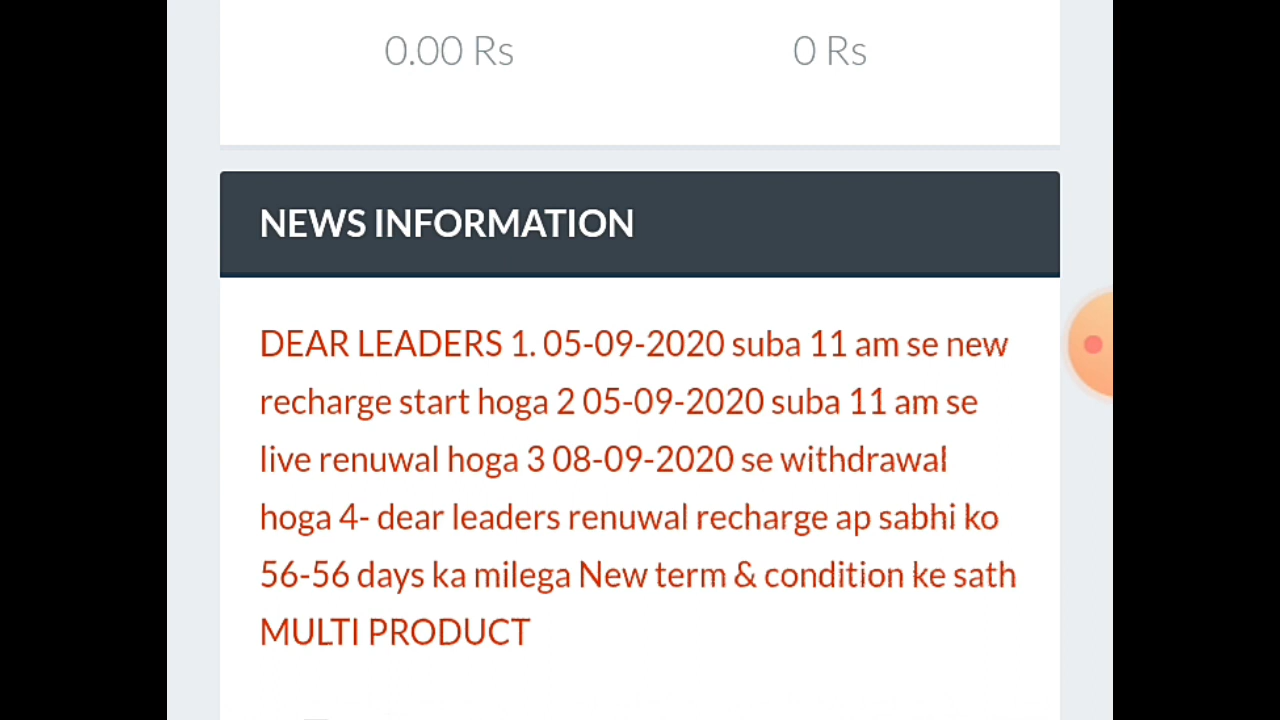 0.00 Rs 0 Rs
NEWS INFORMATION
DEAR LEADERS 1. 05-09-2020 suba 11 am se new
recharge start hoga 2 05-09-2020 suba 11 am se
live renuwal hoga 3 08-09-2020 se withdrawal
hoga 4- dear leaders renuwal recharge ap sabhi ko
56-56 days ka milega New term & condition ke sath
MULTI PRODUCT